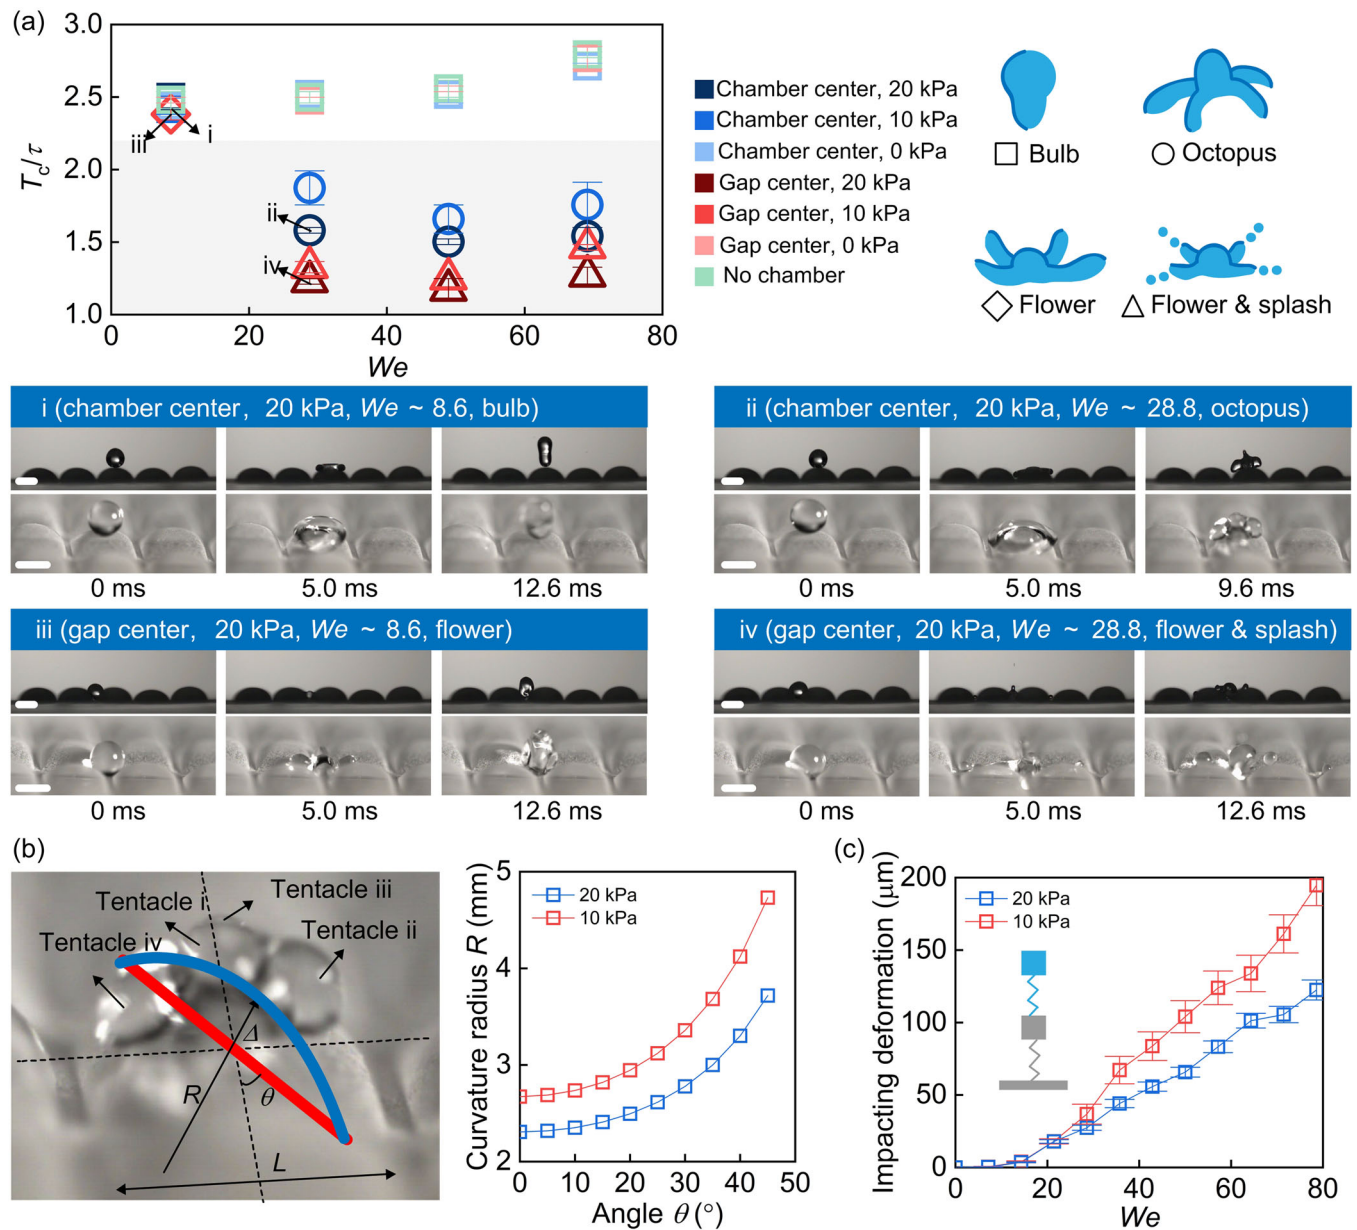 (a)
3.0
2.5
2.0
1.5
1.0
Tc/τ
0
20
40
60
80
We
i
iii
ii
iv
Chamber center, 20 kPa
Chamber center, 10 kPa
Chamber center, 0 kPa
Gap center, 20 kPa
Gap center, 10 kPa
Gap center, 0 kPa
No chamber
Bulb
Octopus
Flower
Flower & splash
i (chamber center, 20 kPa, We ~ 8.6, bulb)
0 ms
5.0 ms
12.6 ms
ii (chamber center, 20 kPa, We ~ 28.8, octopus)
0 ms
5.0 ms
9.6 ms
iii (gap center, 20 kPa, We ~ 8.6, flower)
0 ms
5.0 ms
12.6 ms
iv (gap center, 20 kPa, We ~ 28.8, flower & splash)
0 ms
5.0 ms
12.6 ms
(b)
Tentacle iii
Tentacle i
Tentacle ii
Tentacle iv
Δ
R
θ
L
Curvature radius R (mm)
5
4
3
2
20 kPa
10 kPa
0
10
20
30
40
50
Angle θ (°)
(c)
Impacting deformation (μm)
200
150
100
50
0
20 kPa
10 kPa
0
20
40
60
80
We